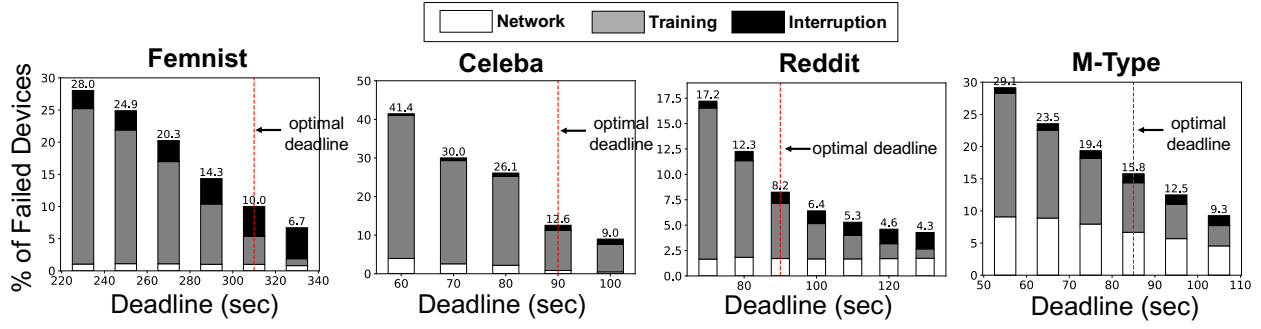 Network Training Interruption
Femnist Celeba Reddit M-Type
% of Failed Devices
30
25
20
15
10
5
0
28.0
24.9
20.3
14.3
10.0
6.7
optimal
deadline
220 240 260 280 300 320 340
Deadline (sec)
50
40
30
20
10
0
41.4
30.0
26.1
12.6
9.0
optimal
deadline
60 70 80 90 100
Deadline (sec)
17.5
15.0
12.5
10.0
7.5
5.0
2.5
0.0
17.2
12.3
8.2
6.4
5.3
4.6
4.3
optimal deadline
80 100 120
Deadline (sec)
30
25
20
15
10
5
0
29.1
23.5
19.4
15.8
12.5
9.3
optimal
deadline
50 60 70 80 90 100 110
Deadline (sec)